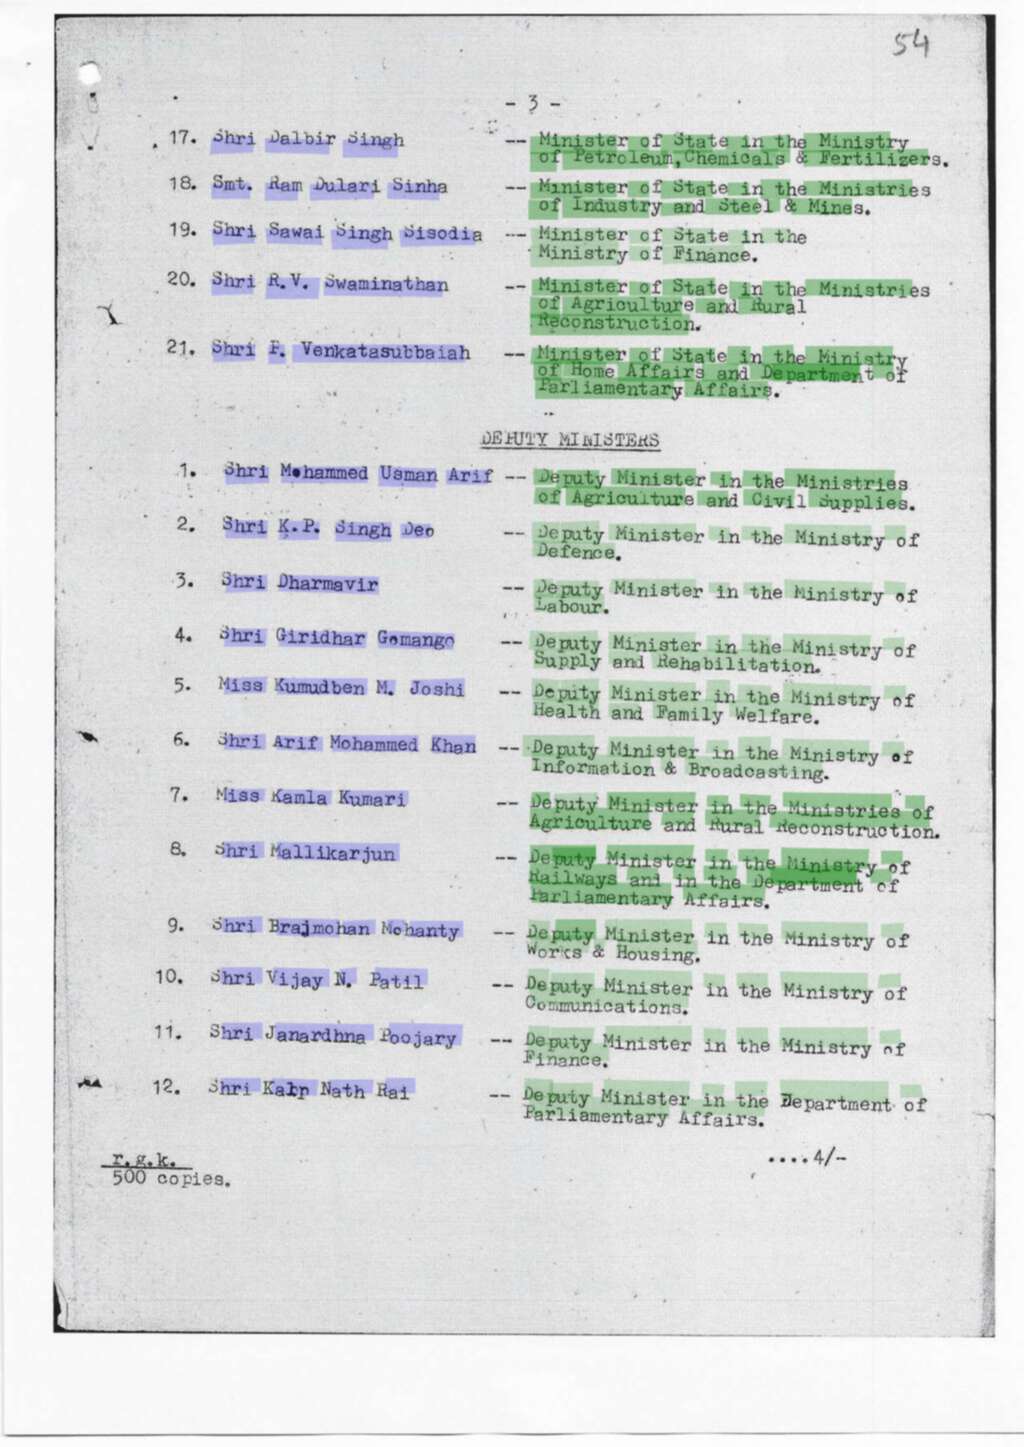 54
- 3 -
17. Shri Dalbir Singh -- Minister of State in the Ministry
of Petroleum, Chemicals & Fertilizers.
18. Smt. Ram Dulari Sinha -- Minister of State in the Ministries
of Industry and Steel & Mines.
19. Shri Sawai Singh Sisodia -- Minister of State in the
Ministry of Finance.
20. Shri R.V. Swaminathan -- Minister of State in the Ministries
of Agriculture and Rural
Reconstruction.
21. Shri P. Venkatasubbaiah -- Minister of State in the Ministry
of Home Affairs and Department of
Parliamentary Affairs.
DEPUTY MINISTERS
1. Shri Mohammed Usman Arif -- Deputy Minister in the Ministries
of Agriculture and Civil Supplies.
2. Shri K.P. Singh Deo -- Deputy Minister in the Ministry of
Defence.
3. Shri Dharmavir -- Deputy Minister in the Ministry of
Labour.
4. Shri Giridhar Gomango -- Deputy Minister in the Ministry of
Supply and Rehabilitation.
5. Miss Kumudben M. Joshi -- Deputy Minister in the Ministry of
Health and Family Welfare.
6. Shri Arif Mohammed Khan -- Deputy Minister in the Ministry of
Information & Broadcasting.
7. Miss Kamla Kumari -- Deputy Minister in the Ministries of
Agriculture and Rural Reconstruction.
8. Shri Mallikarjun -- Deputy Minister in the Ministry of
Railways and in the Department of
Parliamentary Affairs.
9. Shri Brajmohan Mohanty -- Deputy Minister in the Ministry of
Works & Housing.
10. Shri Vijay N. Patil -- Deputy Minister in the Ministry of
Communications.
11. Shri Janardhna Poojary -- Deputy Minister in the Ministry of
Finance.
12. Shri Kalp Nath Rai -- Deputy Minister in the Department of
Parliamentary Affairs.
r.g.k.
500 copies.
....4/-